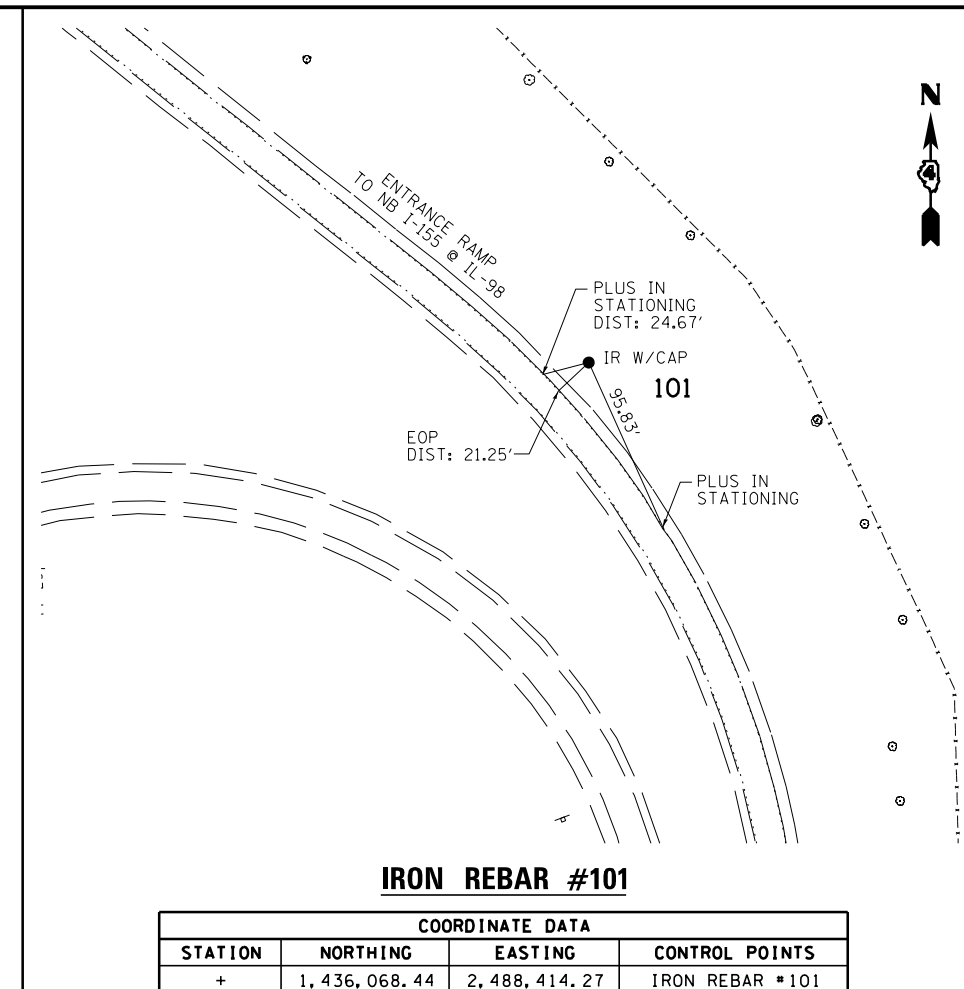 N
4
ENTRANCE RAMP
TO NB I-155 @ IL-98
PLUS IN
STATIONING
DIST: 24.67'
IR W/CAP
101
95.83'
EOP
DIST: 21.25'
PLUS IN
STATIONING
IRON REBAR #101
COORDINATE DATA
STATION NORTHING EASTING CONTROL POINTS
+ 1,436,068.44 2,488,414.27 IRON REBAR #101